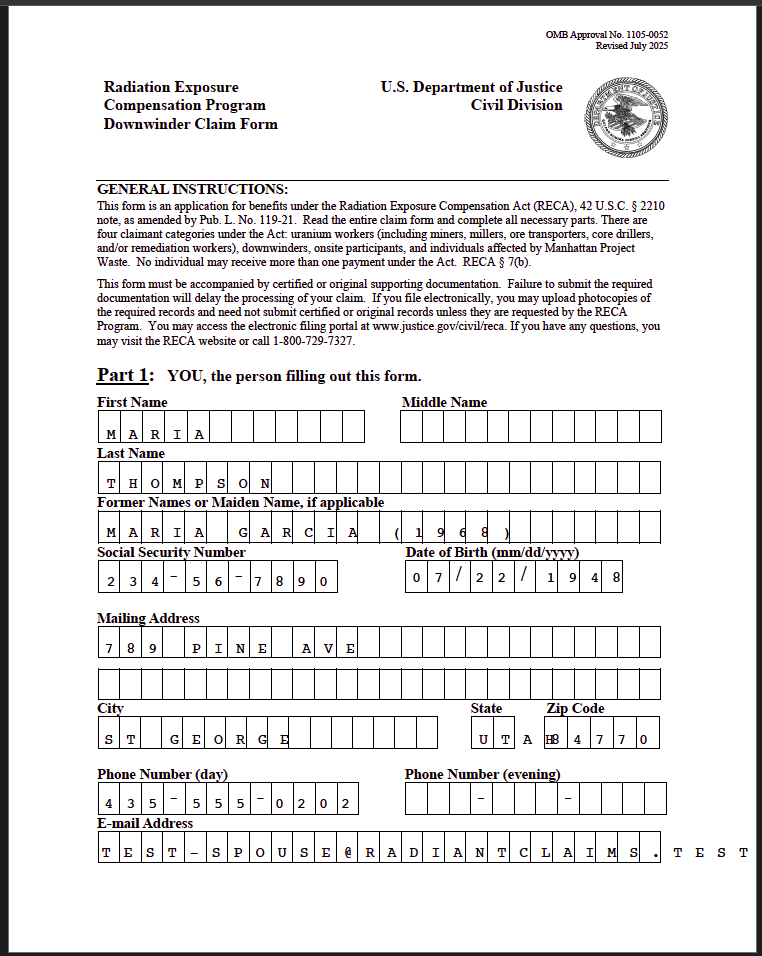 OMB Approval No. 1105-0052
Revised July 2025
Radiation Exposure
Compensation Program
Downwinder Claim Form
U.S. Department of Justice
Civil Division
GENERAL INSTRUCTIONS:
This form is an application for benefits under the Radiation Exposure Compensation Act (RECA), 42 U.S.C. § 2210
note, as amended by Pub. L. No. 119-21. Read the entire claim form and complete all necessary parts. There are
four claimant categories under the Act: uranium workers (including miners, millers, ore transporters, core drillers,
and/or remediation workers), downwinders, onsite participants, and individuals affected by Manhattan Project
Waste. No individual may receive more than one payment under the Act. RECA § 7(b).
This form must be accompanied by certified or original supporting documentation. Failure to submit the required
documentation will delay the processing of your claim. If you file electronically, you may upload photocopies of
the required records and need not submit certified or original records unless they are requested by the RECA
Program. You may access the electronic filing portal at www.justice.gov/civil/reca. If you have any questions, you
may visit the RECA website or call 1-800-729-7327.
Part 1: YOU, the person filling out this form.
First Name Middle Name
MARIA
Last Name
THOMPSON
Former Names or Maiden Name, if applicable
MARIA GARCIA (1968)
Social Security Number Date of Birth (mm/dd/yyyy)
234-56-7890 07/22/1948
Mailing Address
789 PINE AVE
City State Zip Code
ST GEORGE UTAH 84770
Phone Number (day) Phone Number (evening)
435-555-0202 - -
E-mail Address
TEST-SPOUSE@RADIANTCLAIMS.TEST